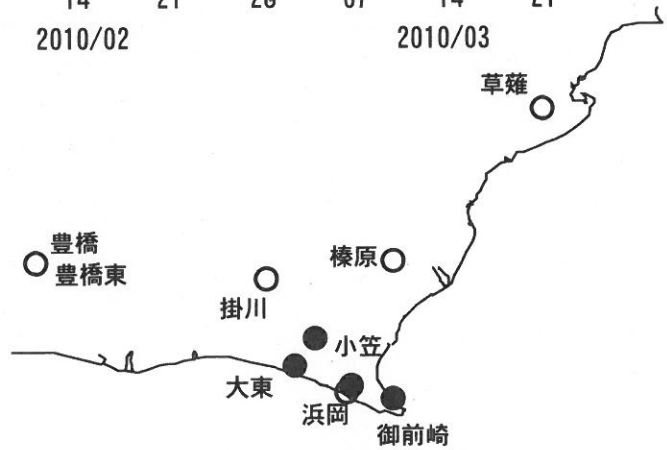 14 21 28 07 14 21
2010/02 2010/03
草薙
豊橋
豊橋東
榛原
掛川
小笠
大東
浜岡
御前崎